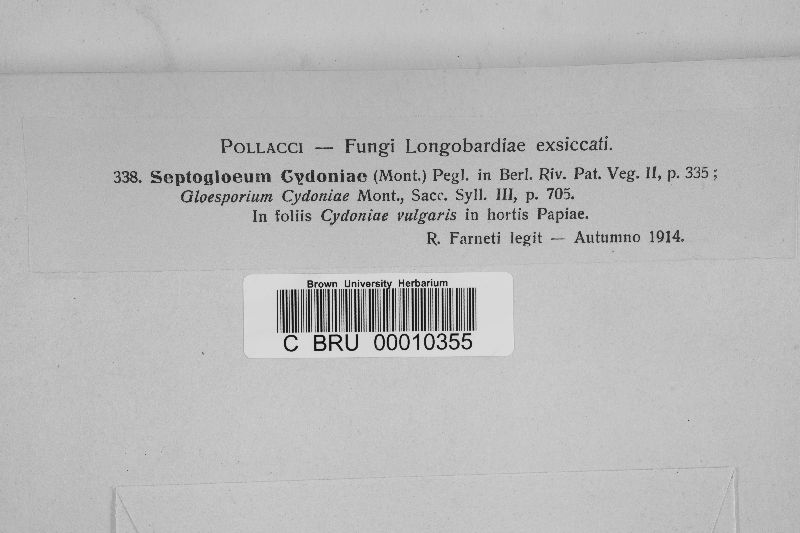 POLLACCI — Fungi Longobardiae exsiccati.
338. Septogloeum Cydoniae (Mont.) Pegl. in Berl. Riv. Pat. Veg. II, p. 335 ;
Gloesporium Cydoniae Mont., Sacc. Syll. III, p. 705.
In foliis Cydoniae vulgaris in hortis Papiae.
R. Farneti legit — Autumno 1914.
Brown University Herbarium
C BRU 00010355